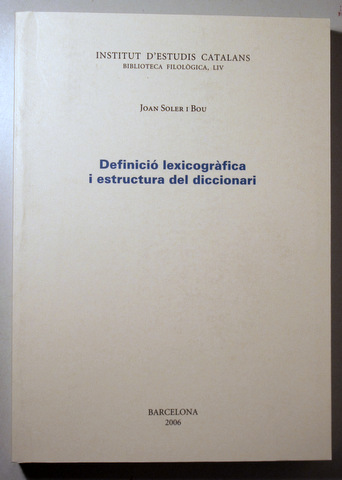 INSTITUT D'ESTUDIS CATALANS
BIBLIOTECA FILOLÒGICA, LIV
JOAN SOLER I BOU
Definició lexicogràfica
i estructura del diccionari
BARCELONA
2006